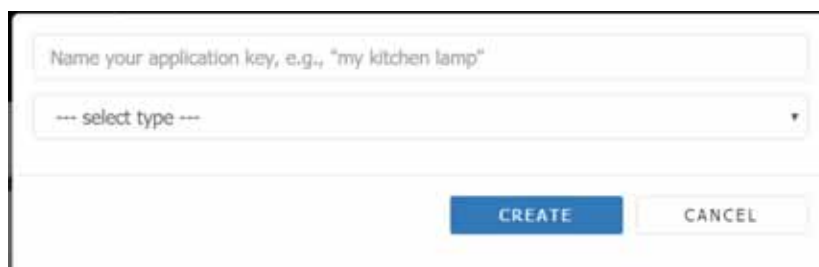 Name your application key, e.g., "my kitchen lamp"
--- select type ---
CREATE CANCEL